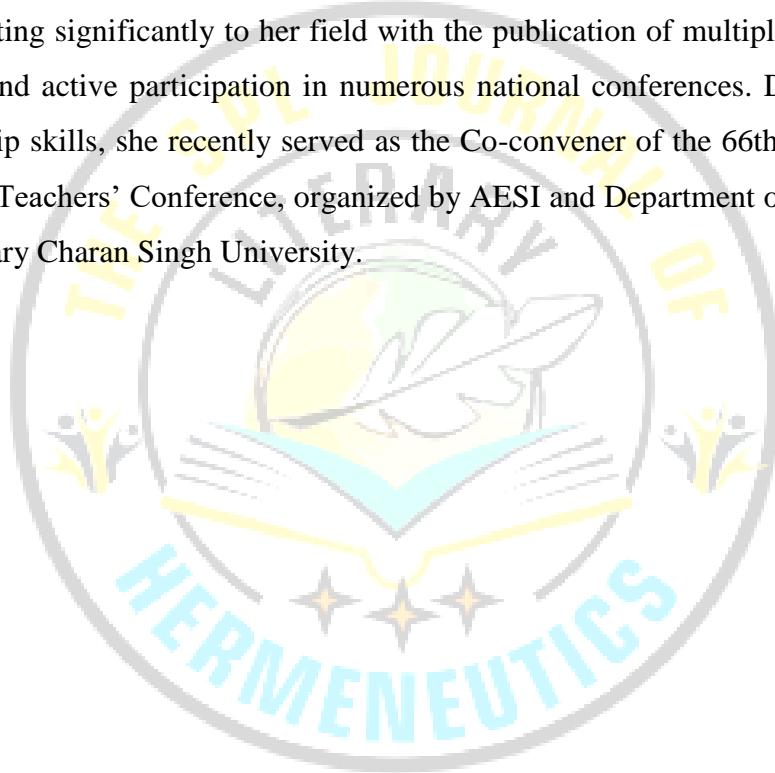 ting significantly to her field with the publication of multipl
nd active participation in numerous national conferences. D
ip skills, she recently served as the Co-convener of the 66th
Teachers’ Conference, organized by AESI and Department o
ary Charan Singh University.
THE SPL JOURNAL OF
LITERARY
HERMENEUTICS